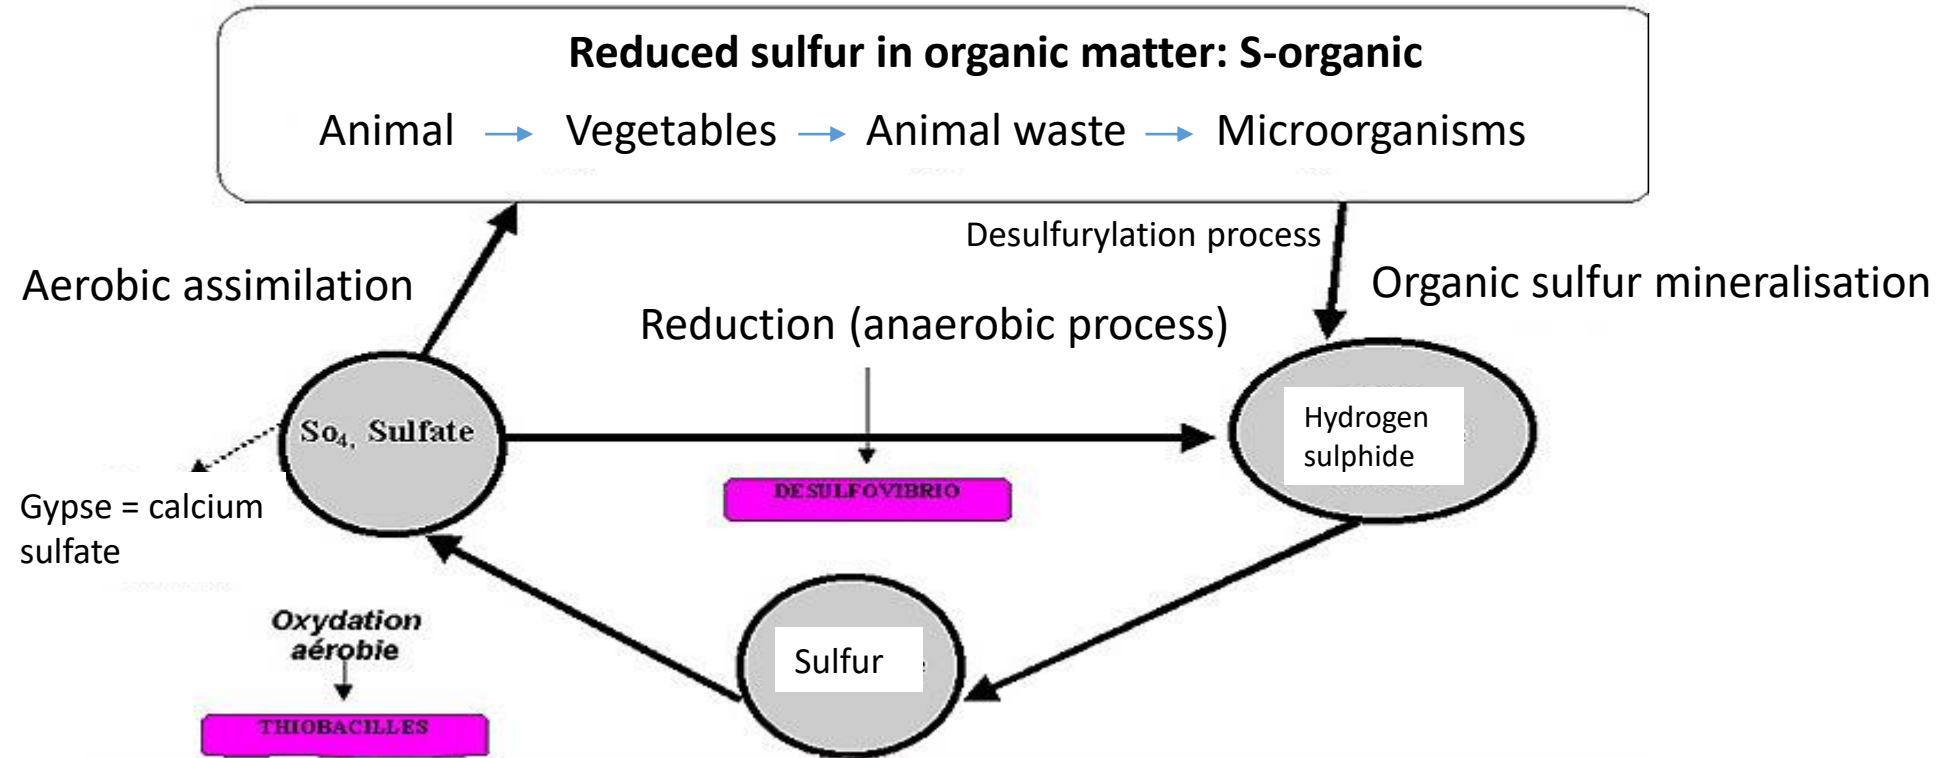 Reduced sulfur in organic matter: S-organic
Animal → Vegetables → Animal waste → Microorganisms
Desulfurylation process
Aerobic assimilation
Organic sulfur mineralisation
Reduction (anaerobic process)
So₄, Sulfate
Hydrogen
sulphide
DESULFOVIBRIO
Gypse = calcium
sulfate
Oxydation
aérobie
Sulfur
THIOBACILLES